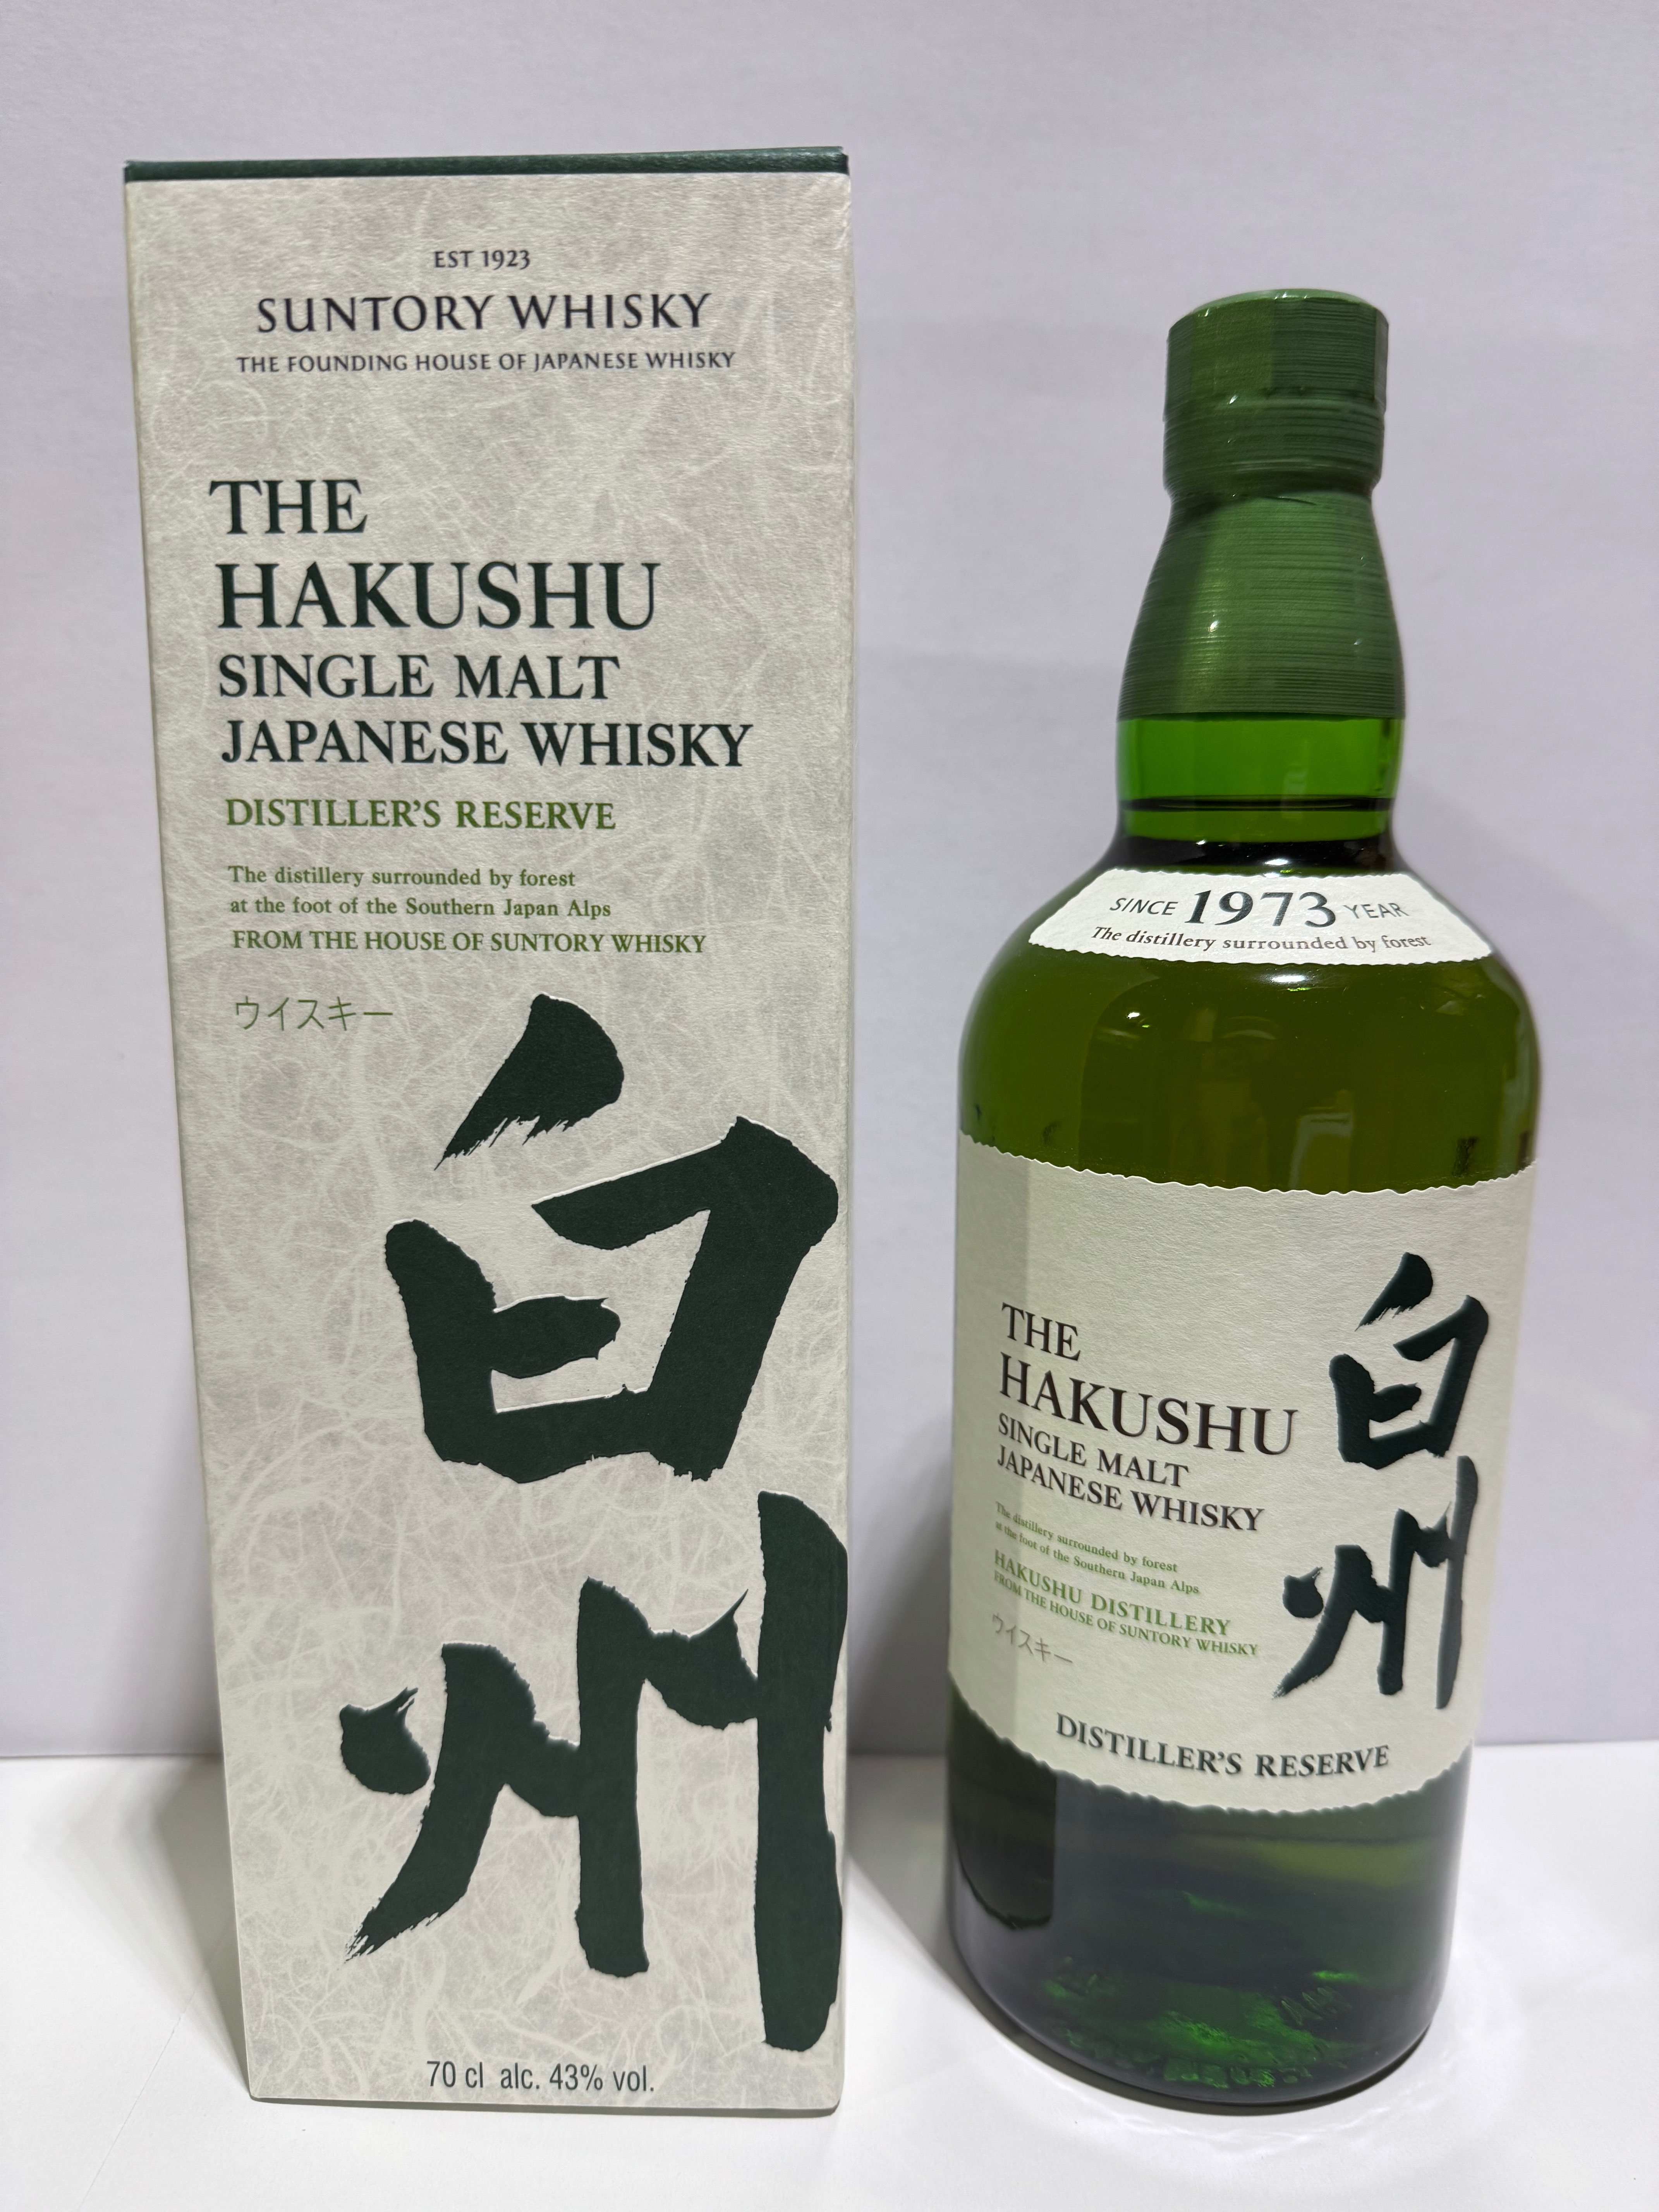 EST 1923
SUNTORY WHISKY
THE FOUNDING HOUSE OF JAPANESE WHISKY
THE
HAKUSHU
SINGLE MALT
JAPANESE WHISKY
DISTILLER'S RESERVE
The distillery surrounded by forest
at the foot of the Southern Japan Alps
FROM THE HOUSE OF SUNTORY WHISKY
ウイスキー
白州
70 cl alc. 43% vol.
SINCE 1973 YEAR
The distillery surrounded by forest
THE
HAKUSHU
SINGLE MALT
JAPANESE WHISKY
The distillery surrounded by forest
at the foot of the Southern Japan Alps
HAKUSHU DISTILLERY
FROM THE HOUSE OF SUNTORY WHISKY
ウイスキー
白州
DISTILLER'S RESERVE